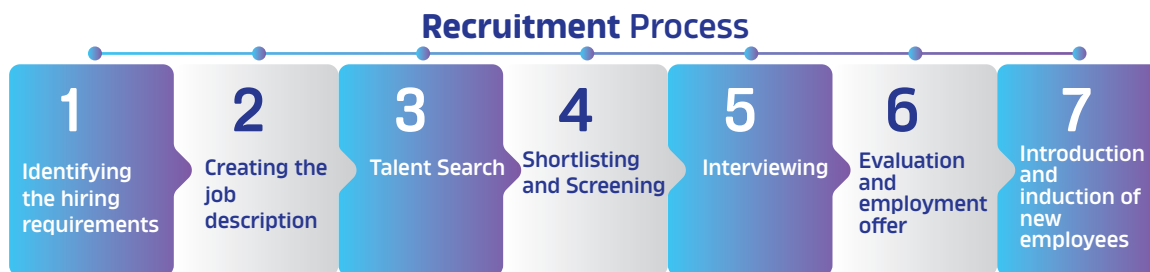 Recruitment Process
1
Identifying
the hiring
requirements
2
Creating the
job
description
3
Talent Search
4
Shortlisting
and Screening
5
Interviewing
6
Evaluation
and
employment
offer
7
Introduction
and
induction of
new
employees